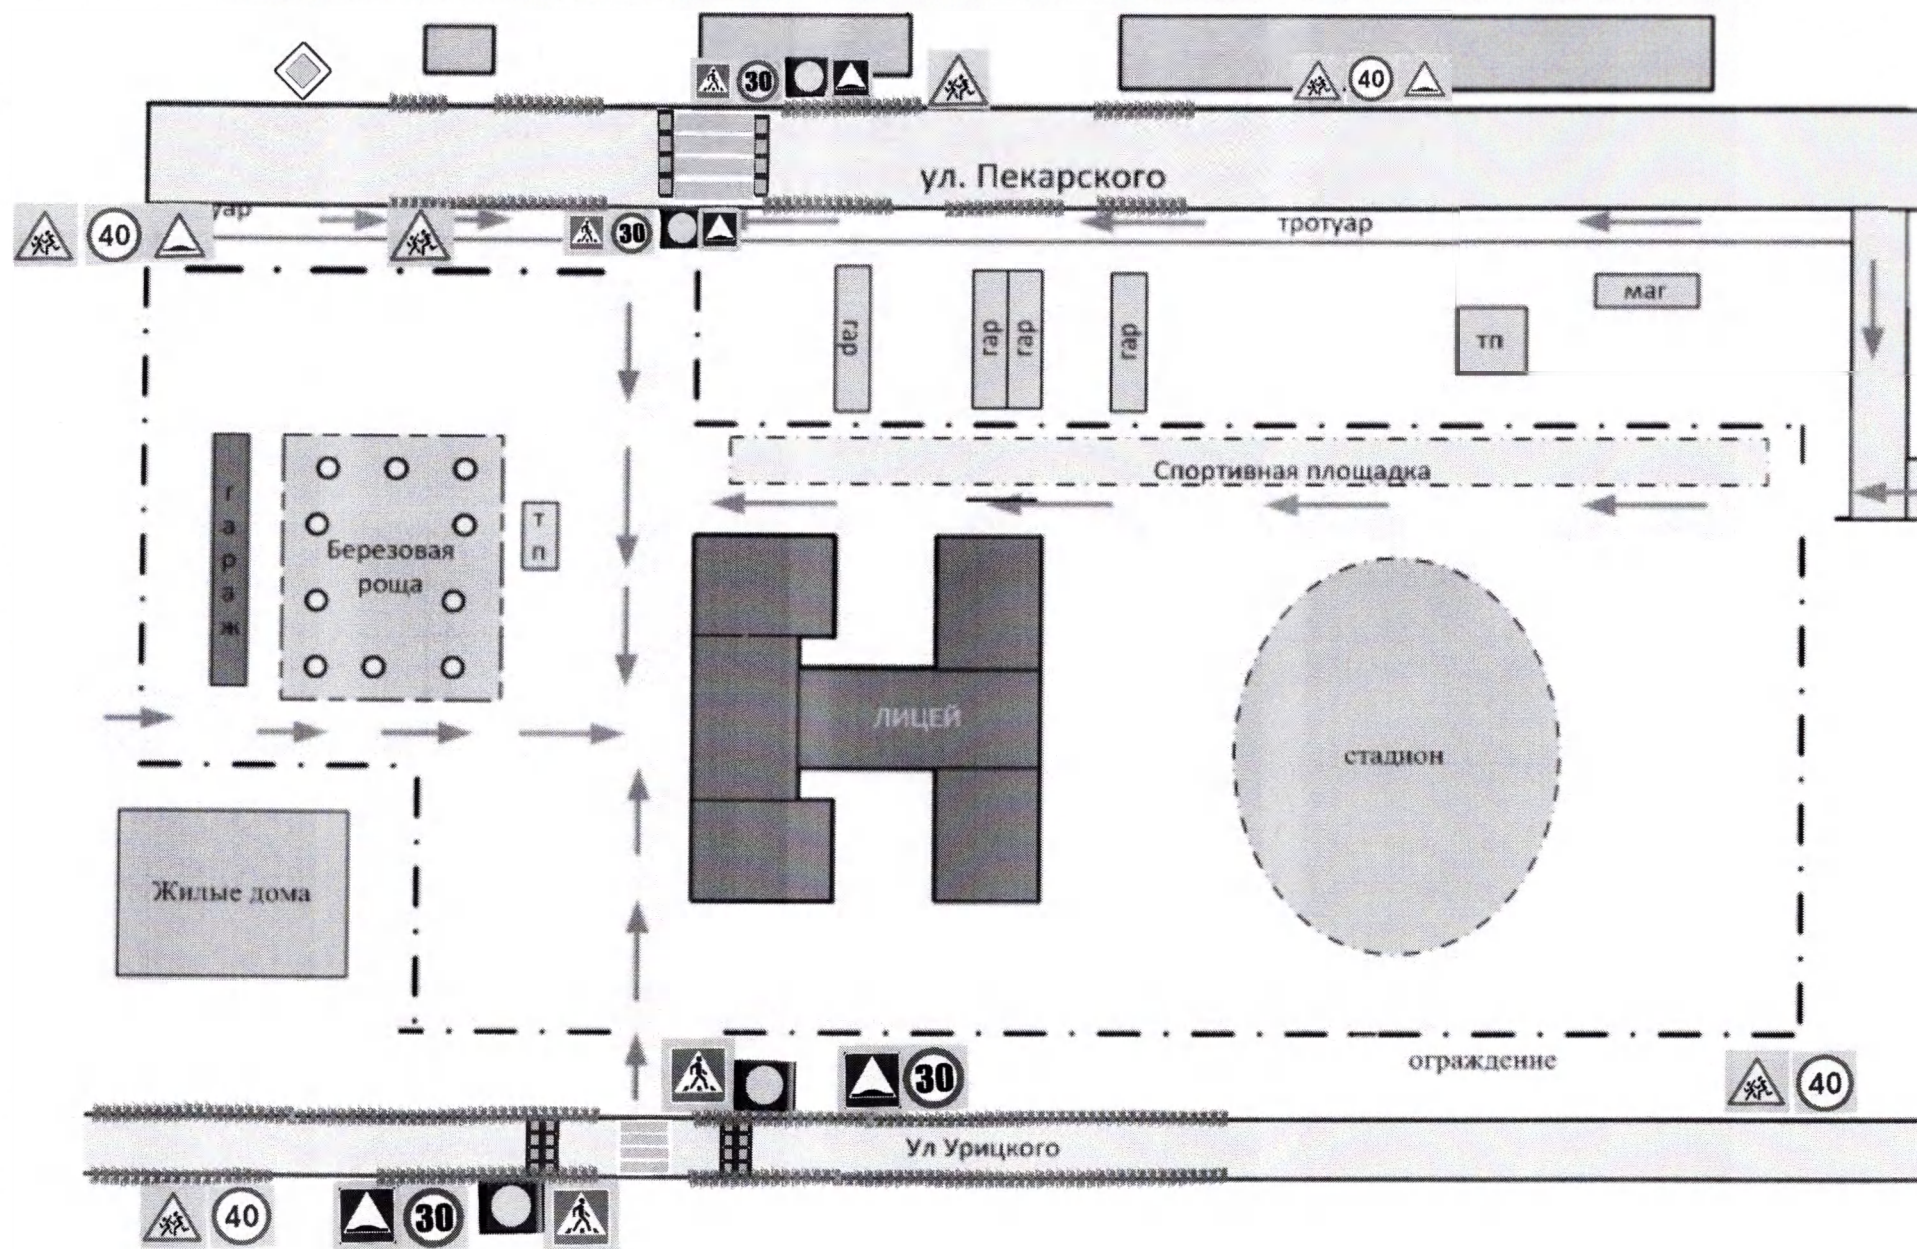 30
40
ул. Пекарского
уар
40
30
тротуар
гар
гар
гар
гар
тп
маг
Спортивная площадка
гараж
Березовая
роща
т
п
ЛИЦЕЙ
стадион
Жилые дома
ограждение
30
40
Ул Урицкого
40
30